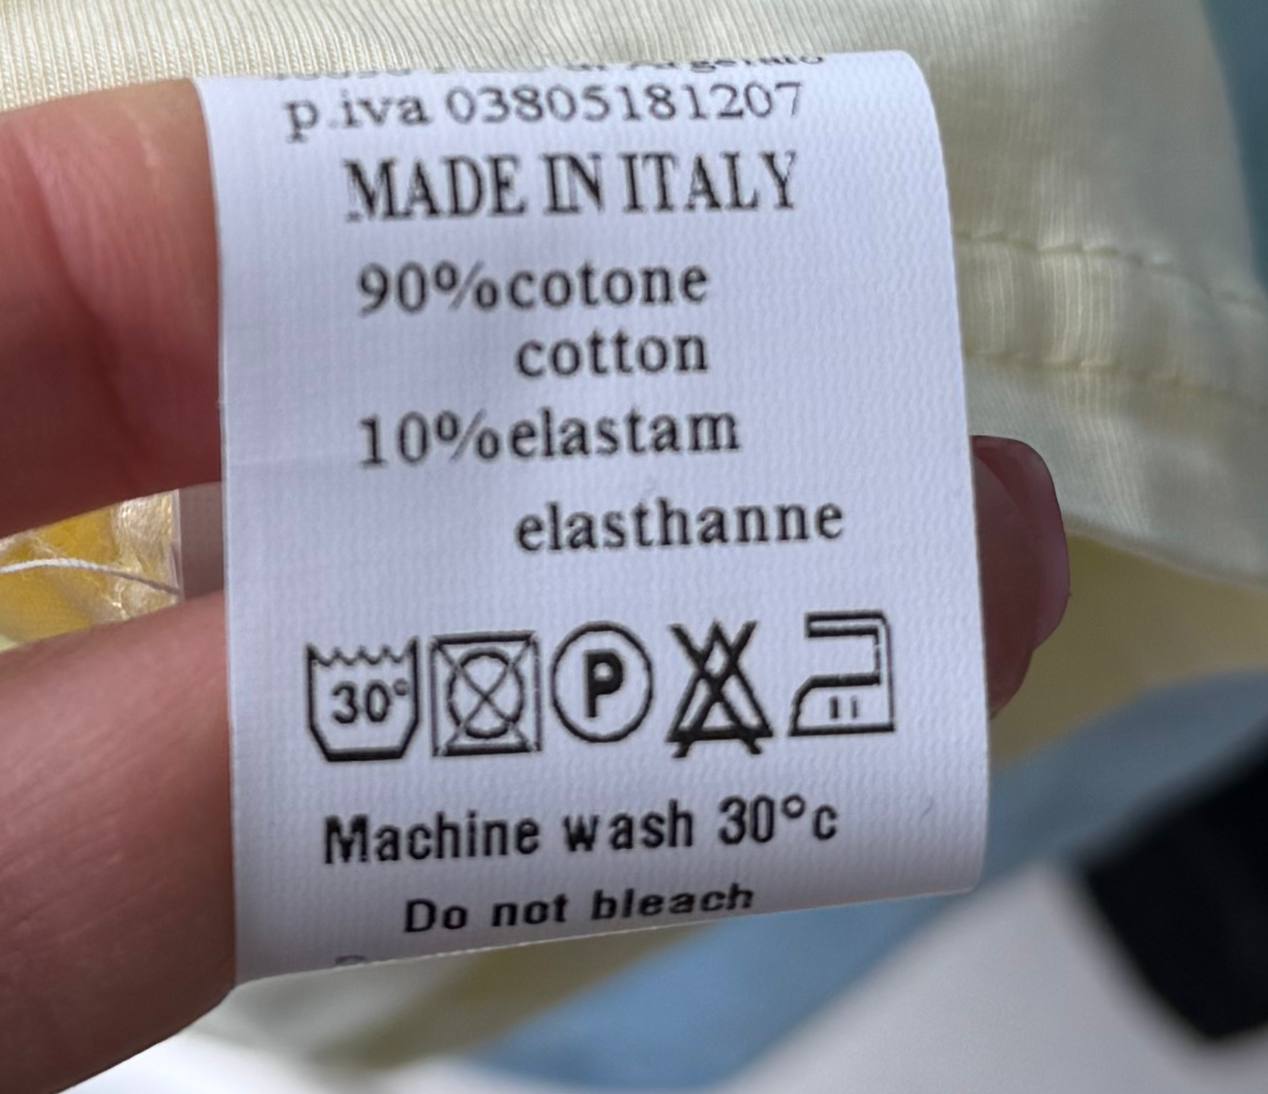 p.iva 03805181207
MADE IN ITALY
90%cotone
cotton
10%elastam
elasthanne
30°
P
Machine wash 30°c
Do not bleach